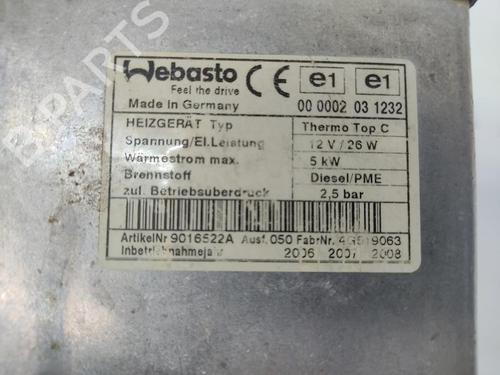 Webasto CE e1 e1
Feel the drive
Made in Germany 00 0002 03 1232
HEIZGERÄT Typ Thermo Top C
Spannung/El.Leistung 12 V / 26 W
Wärmestrom max. 5 kW
Brennstoff Diesel/PME
zul. Betriebsüberdruck 2,5 bar
ArtikelNr 9016522A Ausf.050 FabrNr.
Inbetriebnahmejahr 2006 2007 2008
B PARTS